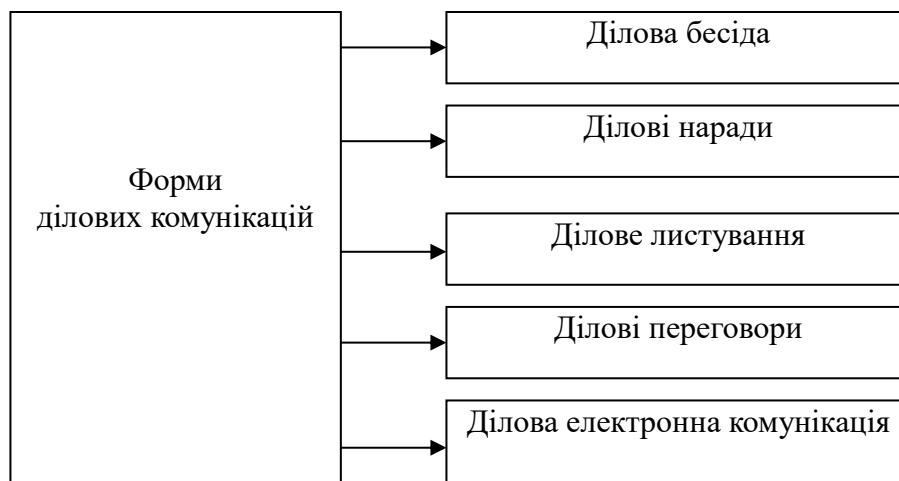 Форми
ділових комунікацій
Ділова бесіда
Ділові наради
Ділове листування
Ділові переговори
Ділова електронна комунікація